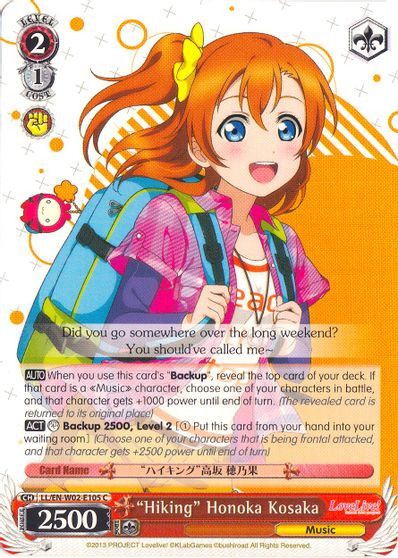 LEVEL
2
1
COST
eac
Did you go somewhere over the long weekend?
You should've called me~
AUTO When you use this card's "Backup", reveal the top card of your deck. If
that card is a «Music» character, choose one of your characters in battle,
and that character gets +1000 power until end of turn. (The revealed card
is returned to its original place)
ACT Backup 2500, Level 2 [① Put this card from your hand into your
waiting room] (Choose one of your characters that is being frontal attacked,
and that character gets +2500 power until end of turn)
Card Name
"ハイキング"高坂 穂乃果
CH LL/EN-W02-E105 C
POWER
2500
SOUL
"Hiking" Honoka Kosaka
LoveLive!
Music
©2013 PROJECT Lovelive! ©KLabGames ©bushiroad All Rights Reserved.